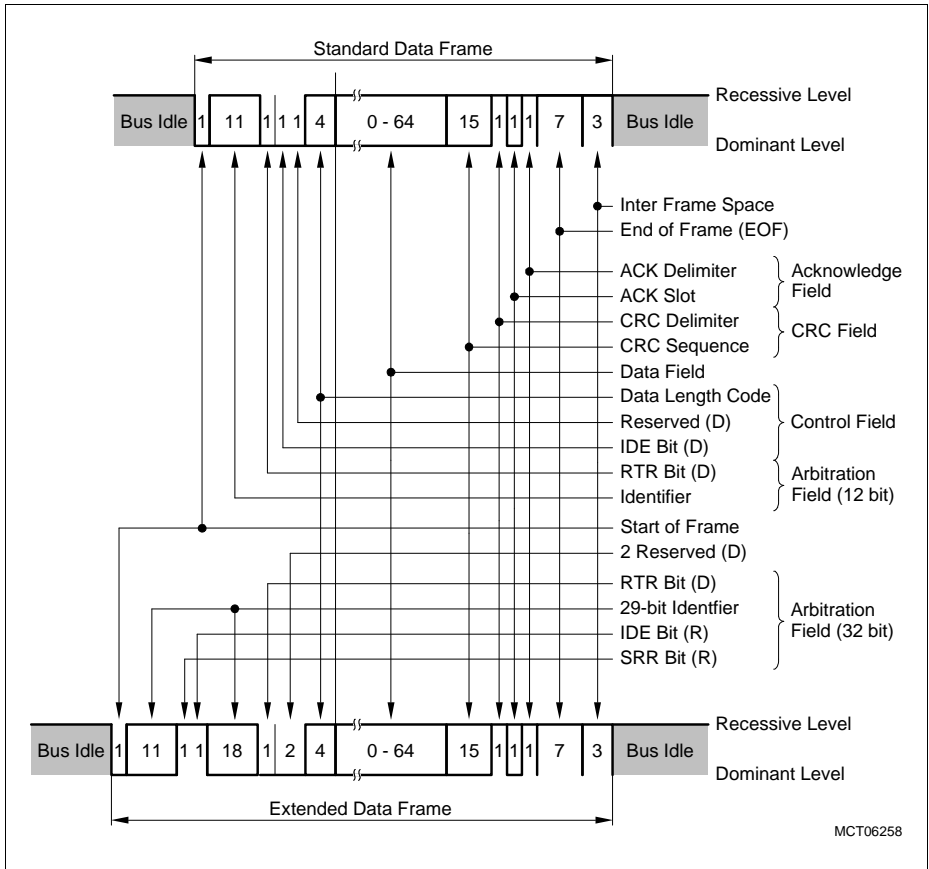 Standard Data Frame
Recessive Level
Bus Idle 1 11 1 1 1 4 0 - 64 15 1 1 1 7 3 Bus Idle
Dominant Level
Inter Frame Space
End of Frame (EOF)
ACK Delimiter
Acknowledge
Field
ACK Slot
CRC Delimiter
CRC Field
CRC Sequence
Data Field
Data Length Code
Reserved (D)
Control Field
IDE Bit (D)
RTR Bit (D)
Arbitration
Field (12 bit)
Identifier
Start of Frame
2 Reserved (D)
RTR Bit (D)
29-bit Identfier
Arbitration
Field (32 bit)
IDE Bit (R)
SRR Bit (R)
Recessive Level
Bus Idle 1 11 1 1 18 1 2 4 0 - 64 15 1 1 1 7 3 Bus Idle
Dominant Level
Extended Data Frame
MCT06258